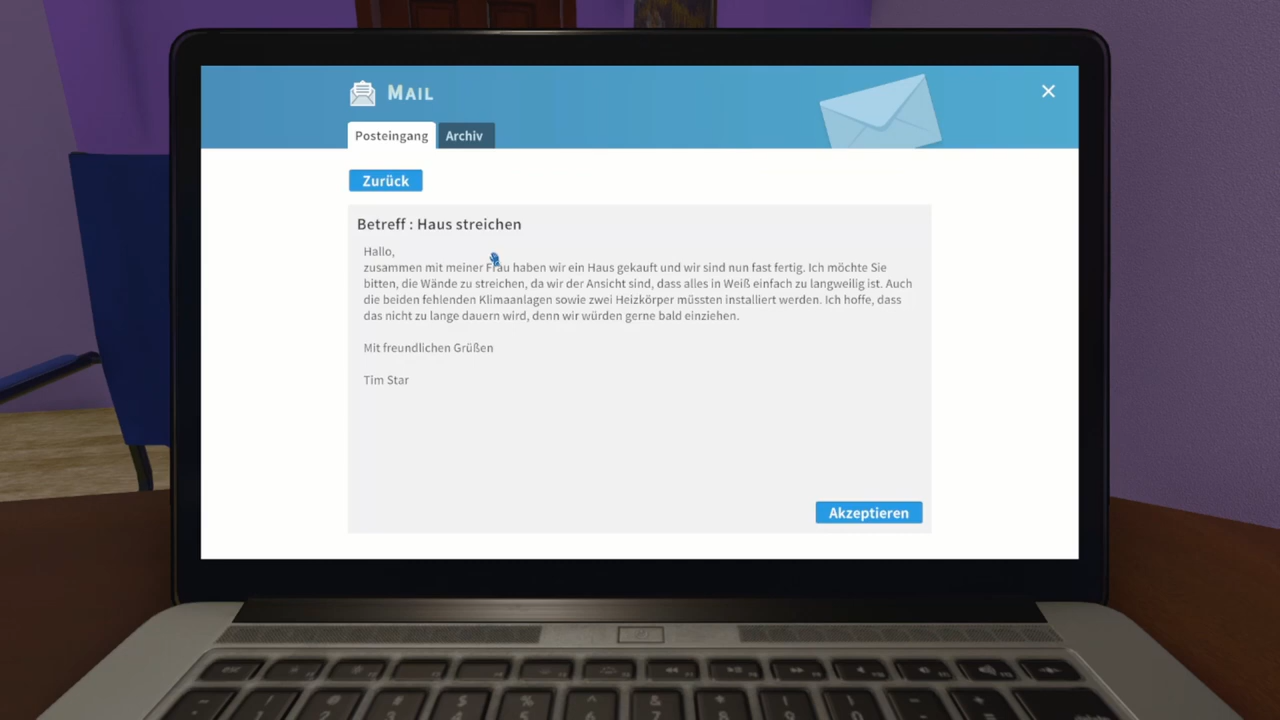 MAIL
Posteingang
Archiv
Zurück
Betreff : Haus streichen
Hallo,
zusammen mit meiner Frau haben wir ein Haus gekauft und wir sind nun fast fertig. Ich möchte Sie
bitten, die Wände zu streichen, da wir der Ansicht sind, dass alles in Weiß einfach zu langweilig ist. Auch
die beiden fehlenden Klimaanlagen sowie zwei Heizkörper müssten installiert werden. Ich hoffe, dass
das nicht zu lange dauern wird, denn wir würden gerne bald einziehen.
Mit freundlichen Grüßen
Tim Star
Akzeptieren